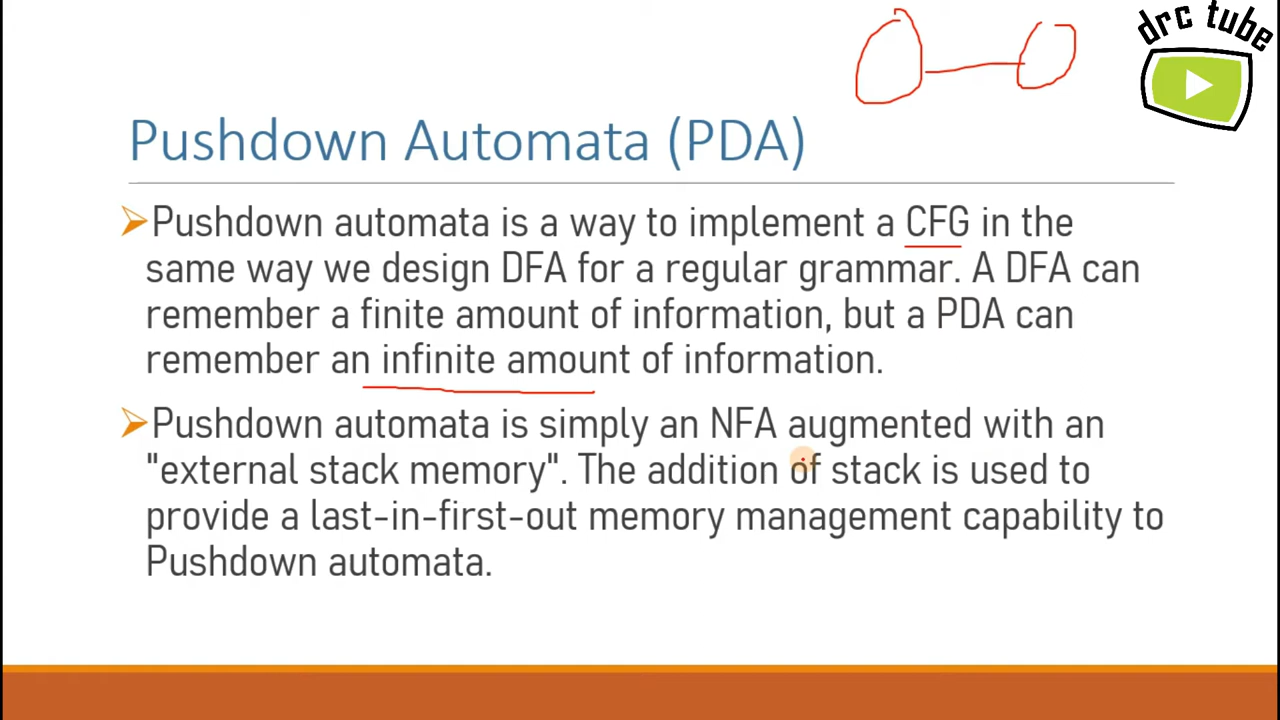 drc tube
Pushdown Automata (PDA)
Pushdown automata is a way to implement a CFG in the
same way we design DFA for a regular grammar. A DFA can
remember a finite amount of information, but a PDA can
remember an infinite amount of information.
Pushdown automata is simply an NFA augmented with an
"external stack memory". The addition of stack is used to
provide a last-in-first-out memory management capability to
Pushdown automata.